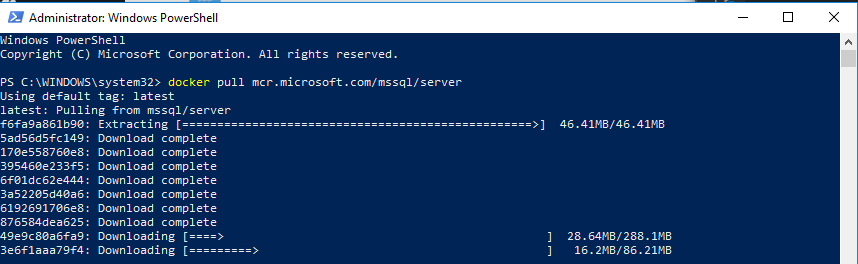 Administrator: Windows PowerShell
Windows PowerShell
Copyright (C) Microsoft Corporation. All rights reserved.
PS C:\WINDOWS\system32> docker pull mcr.microsoft.com/mssql/server
Using default tag: latest
latest: Pulling from mssql/server
f6fa9a861b90: Extracting [==================================================>]  46.41MB/46.41MB
5ad56d5fc149: Download complete
170e558760e8: Download complete
395460e233f5: Download complete
6f01dc62e444: Download complete
3a52205d40a6: Download complete
6192691706e8: Download complete
876584dea625: Download complete
49e9c80a6fa9: Downloading [====>                                              ]  28.64MB/288.1MB
3e6f1aaa79f4: Downloading [=========>                                         ]   16.2MB/86.21MB